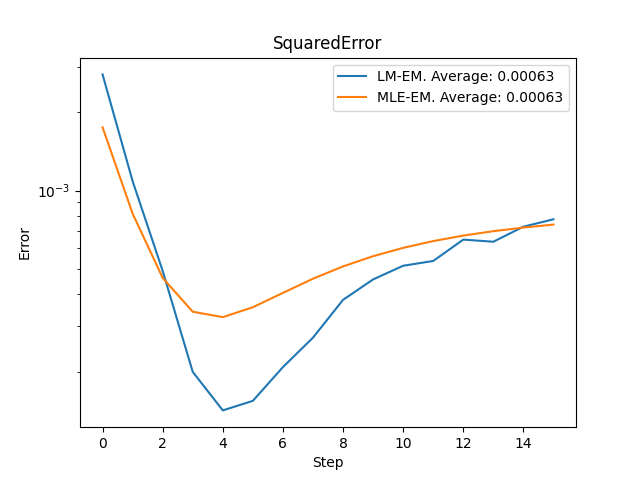 SquaredError
LM-EM. Average: 0.00063
MLE-EM. Average: 0.00063
10⁻³
Error
0 2 4 6 8 10 12 14
Step